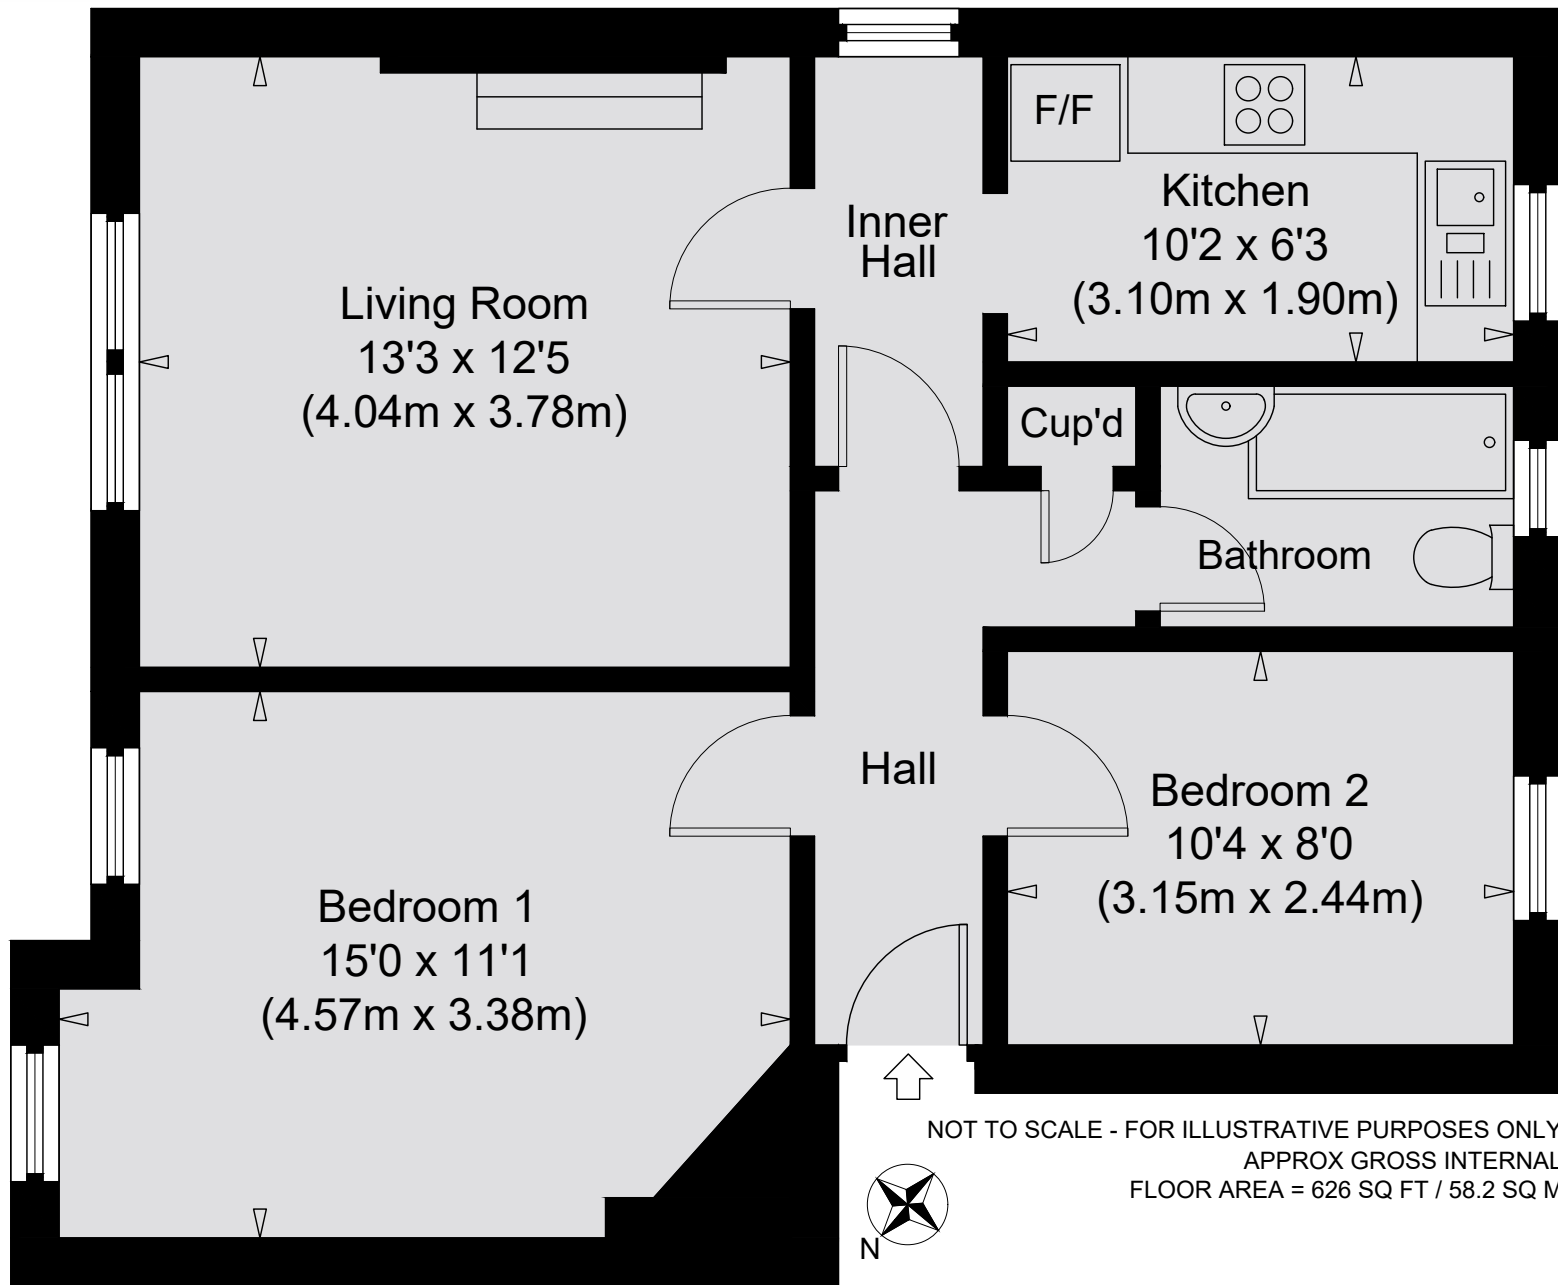 F/F
Kitchen
10'2 x 6'3
(3.10m x 1.90m)
Inner
Hall
Living Room
13'3 x 12'5
(4.04m x 3.78m)
Cup'd
Bathroom
Hall
Bedroom 2
10'4 x 8'0
(3.15m x 2.44m)
Bedroom 1
15'0 x 11'1
(4.57m x 3.38m)
NOT TO SCALE - FOR ILLUSTRATIVE PURPOSES ONLY
APPROX GROSS INTERNAL
FLOOR AREA = 626 SQ FT / 58.2 SQ M
N